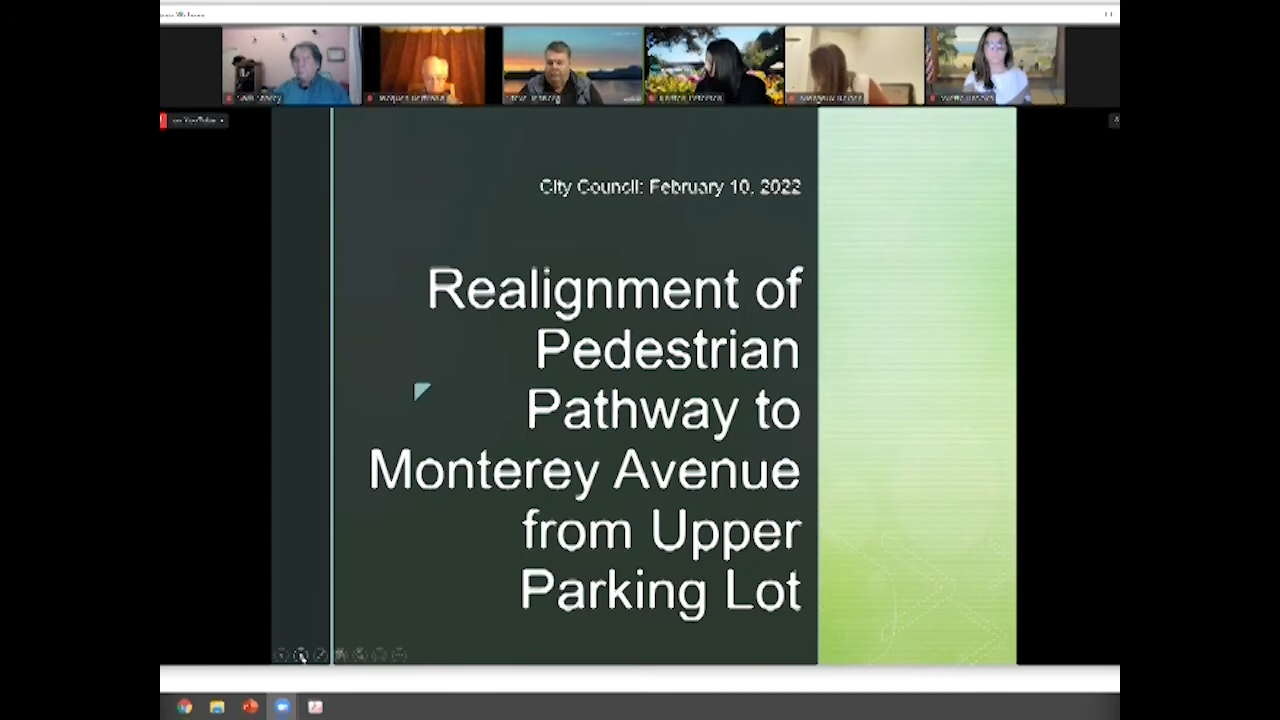 City Council: February 10, 2022
Realignment of
Pedestrian
Pathway to
Monterey Avenue
from Upper
Parking Lot